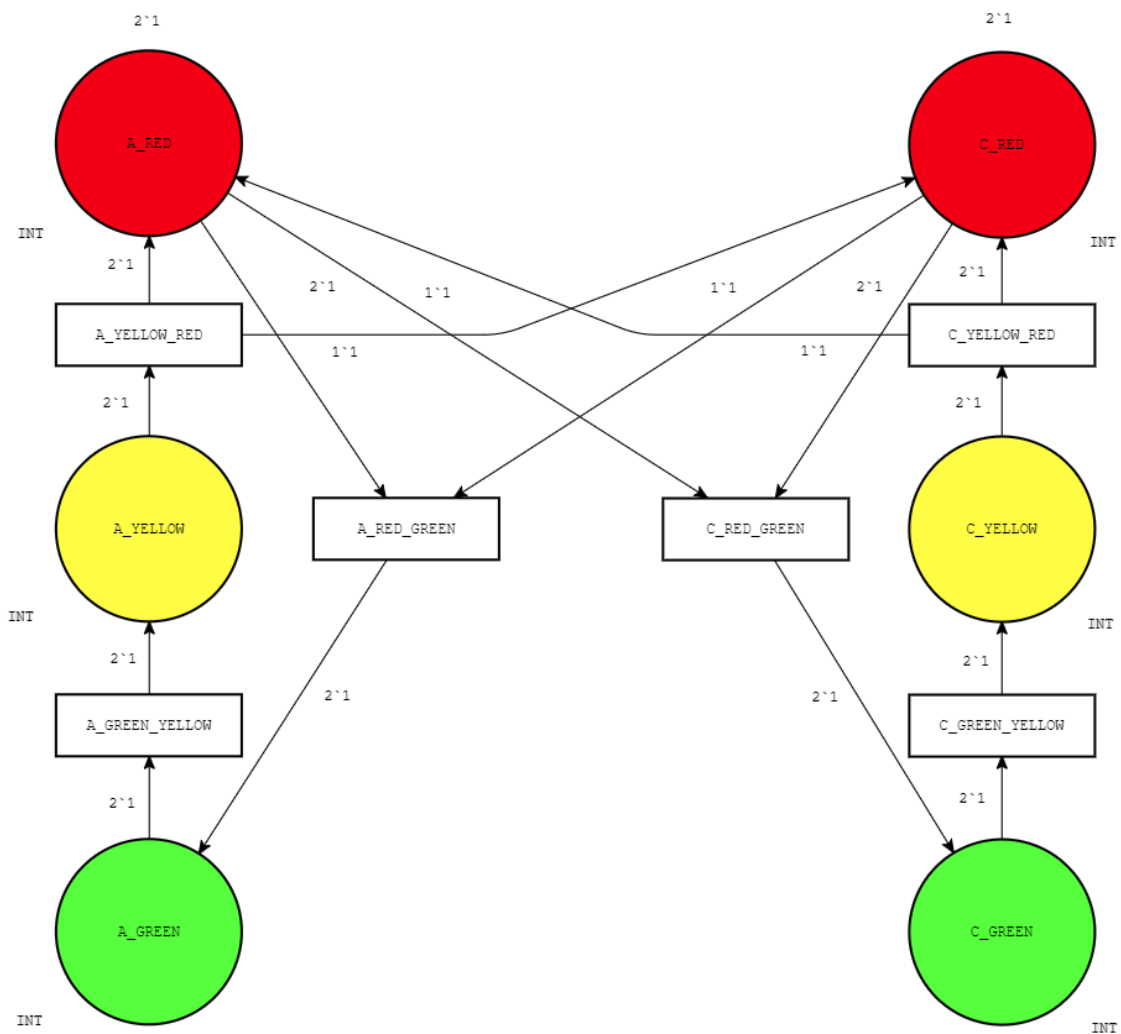 2`1
2`1
A_RED
C_RED
INT
INT
2`1
2`1
2`1
1`1
1`1
2`1
A_YELLOW_RED
C_YELLOW_RED
1`1
1`1
2`1
2`1
A_YELLOW
A_RED_GREEN
C_RED_GREEN
C_YELLOW
INT
INT
2`1
2`1
2`1
2`1
A_GREEN_YELLOW
C_GREEN_YELLOW
2`1
2`1
A_GREEN
C_GREEN
INT
INT